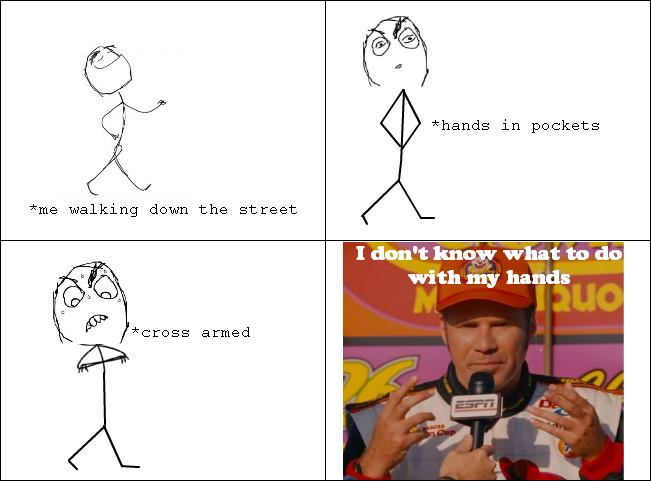 *me walking down the street
*hands in pockets
*cross armed
I don't know what to do
with my hands
ESPN